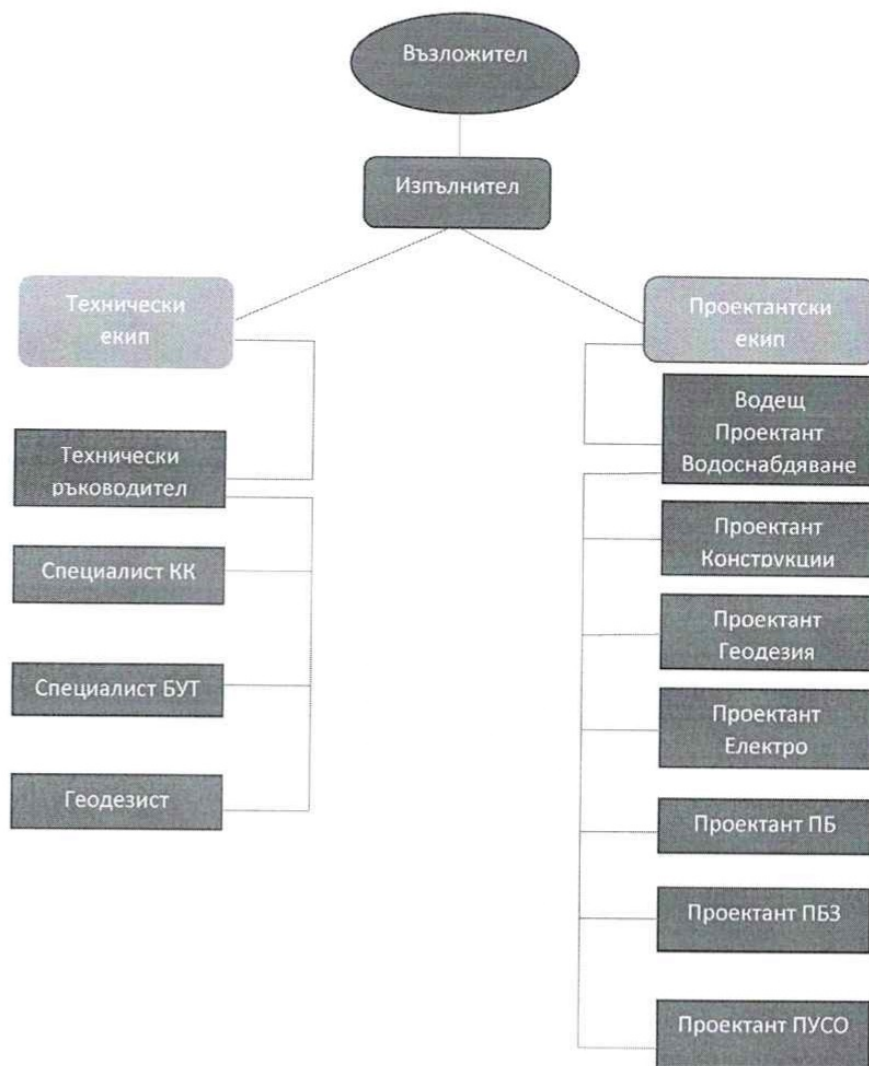 Възложител
Изпълнител
Технически
екип
Технически
ръководител
Специалист КК
Специалист БУТ
Геодезист
Проектантски
екип
Водещ
Проектант
Водоснабдяване
Проектант
Конструкции
Проектант
Геодезия
Проектант
Електро
Проектант ПБ
Проектант ПБЗ
Проектант ПУСО